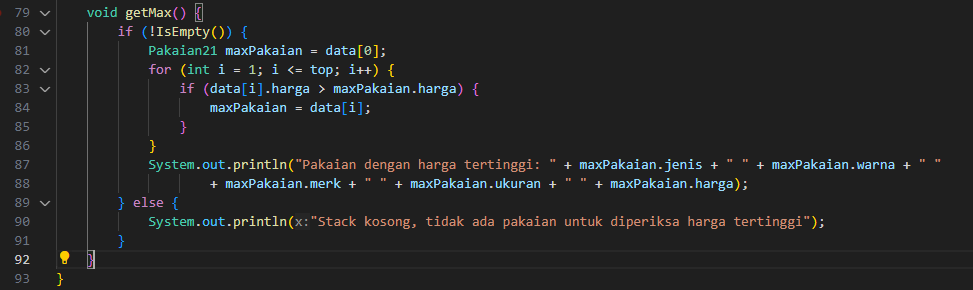 79 void getMax() {
80 if (!IsEmpty()) {
81 Pakaian21 maxPakaian = data[0];
82 for (int i = 1; i <= top; i++) {
83 if (data[i].harga > maxPakaian.harga) {
84 maxPakaian = data[i];
85 }
86 }
87 System.out.println("Pakaian dengan harga tertinggi: " + maxPakaian.jenis + " " + maxPakaian.warna + " "
88 + maxPakaian.merk + " " + maxPakaian.ukuran + " " + maxPakaian.harga);
89 } else {
90 System.out.println(x:"Stack kosong, tidak ada pakaian untuk diperiksa harga tertinggi");
91 }
92 }
93 }